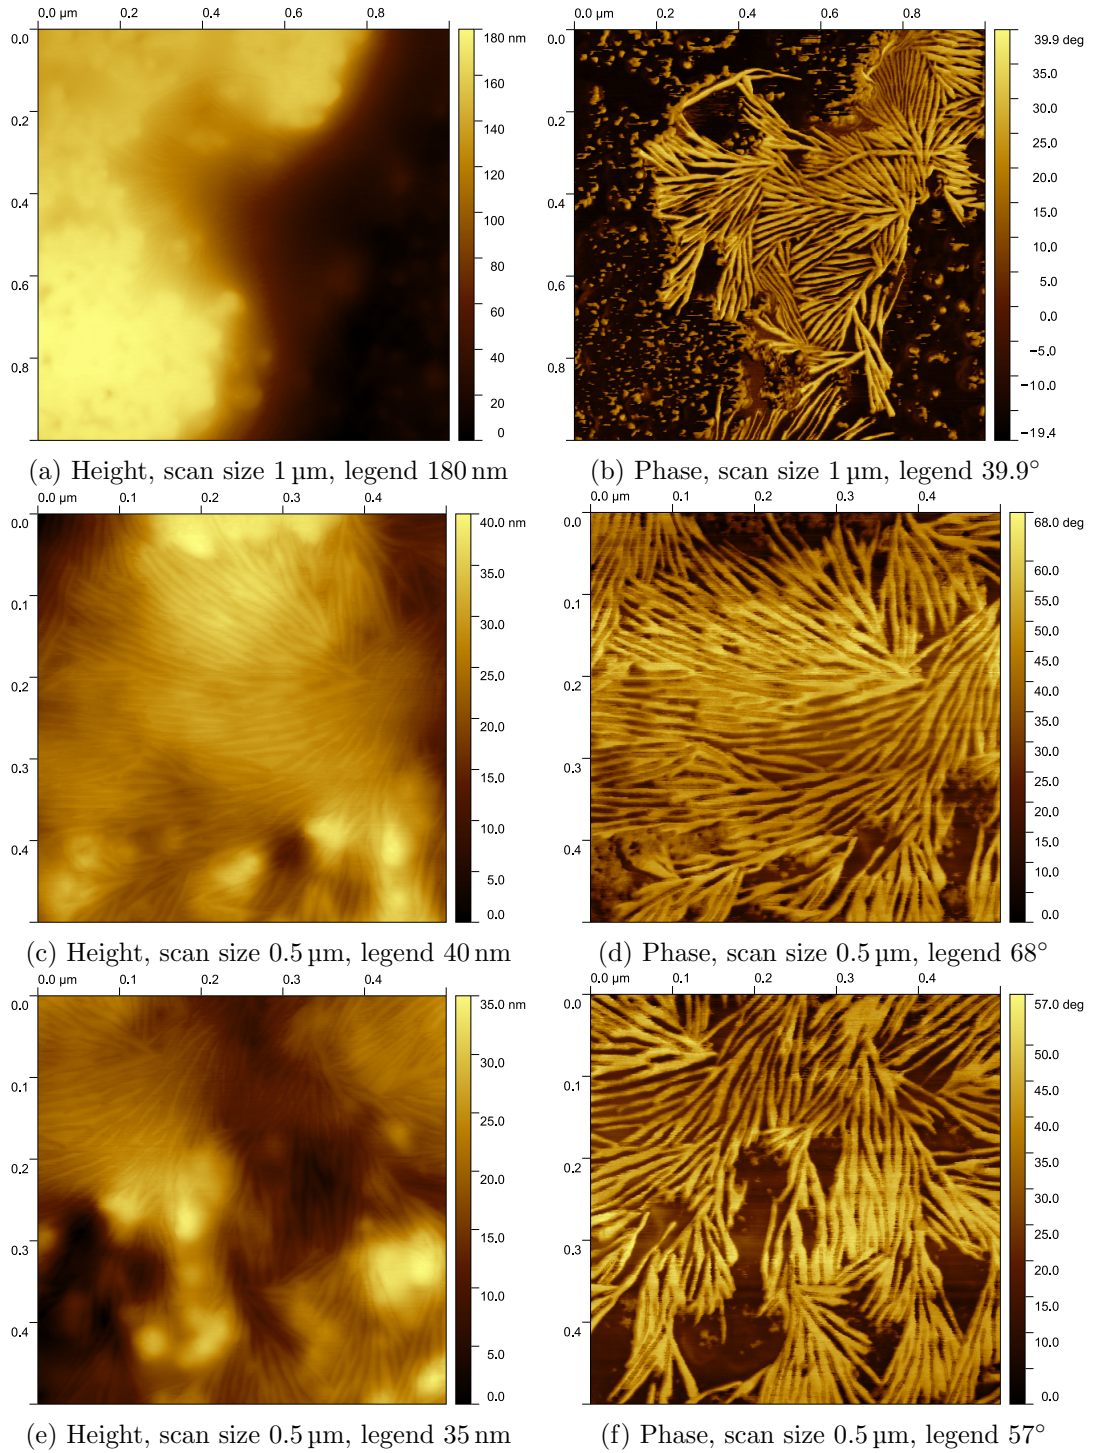 0.0 µm 0.2 0.4 0.6 0.8
0.0 0.2 0.4 0.6 0.8
180 nm 160 140 120 100 80 60 40 20 0
0.0 µm 0.2 0.4 0.6 0.8
0.0 0.2 0.4 0.6 0.8
39.9 deg 35.0 30.0 25.0 20.0 15.0 10.0 5.0 0.0 −5.0 −10.0 −19.4
(a) Height, scan size 1 µm, legend 180 nm
(b) Phase, scan size 1 µm, legend 39.9°
0.0 µm 0.1 0.2 0.3 0.4
0.0 0.1 0.2 0.3 0.4
40.0 nm 35.0 30.0 25.0 20.0 15.0 10.0 5.0 0.0
0.0 µm 0.1 0.2 0.3 0.4
0.0 0.1 0.2 0.3 0.4
68.0 deg 60.0 55.0 50.0 45.0 40.0 35.0 30.0 25.0 20.0 15.0 10.0 0.0
(c) Height, scan size 0.5 µm, legend 40 nm
(d) Phase, scan size 0.5 µm, legend 68°
0.0 µm 0.1 0.2 0.3 0.4
0.0 0.1 0.2 0.3 0.4
35.0 nm 30.0 25.0 20.0 15.0 10.0 5.0 0.0
0.0 µm 0.1 0.2 0.3 0.4
0.0 0.1 0.2 0.3 0.4
57.0 deg 50.0 45.0 40.0 35.0 30.0 25.0 20.0 15.0 10.0 0.0
(e) Height, scan size 0.5 µm, legend 35 nm
(f) Phase, scan size 0.5 µm, legend 57°